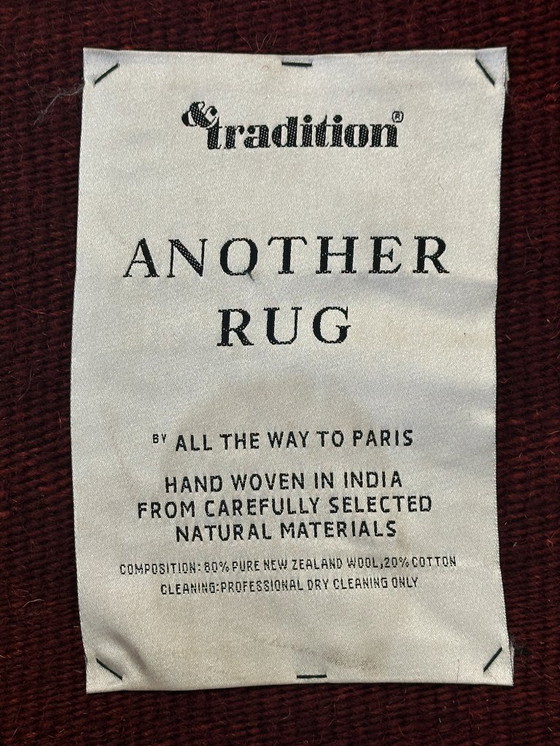 &tradition®
ANOTHER
RUG
BY ALL THE WAY TO PARIS
HAND WOVEN IN INDIA
FROM CAREFULLY SELECTED
NATURAL MATERIALS
COMPOSITION: 80% PURE NEW ZEALAND WOOL, 20% COTTON
CLEANING: PROFESSIONAL DRY CLEANING ONLY